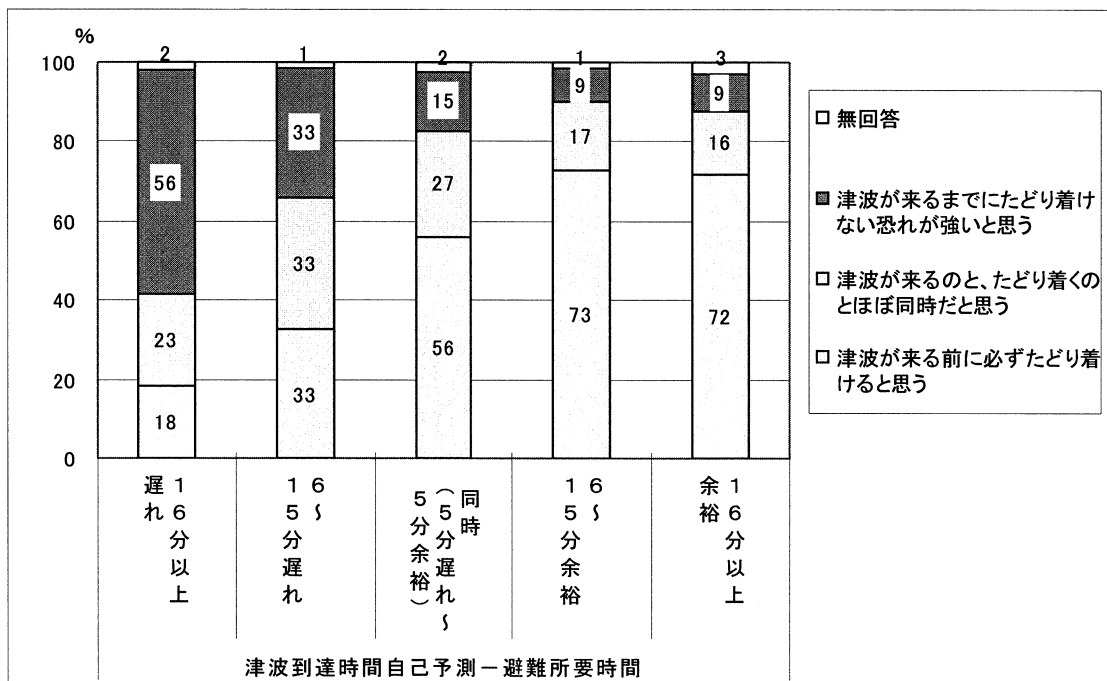 %
100
80
60
40
20
0
2
56
23
18
1
33
33
33
2
15
27
56
1
9
17
73
3
9
16
72
16分以上
遅れ
6~
15分遅れ
同時
(5分遅れ~
5分余裕)
6~
15分余裕
16分以上
余裕
津波到達時間自己予測-避難所要時間
無回答
津波が来るまでにたどり着け
ない恐れが強いと思う
津波が来るのと、たどり着くの
とほぼ同時だと思う
津波が来る前に必ずたどり着
けると思う